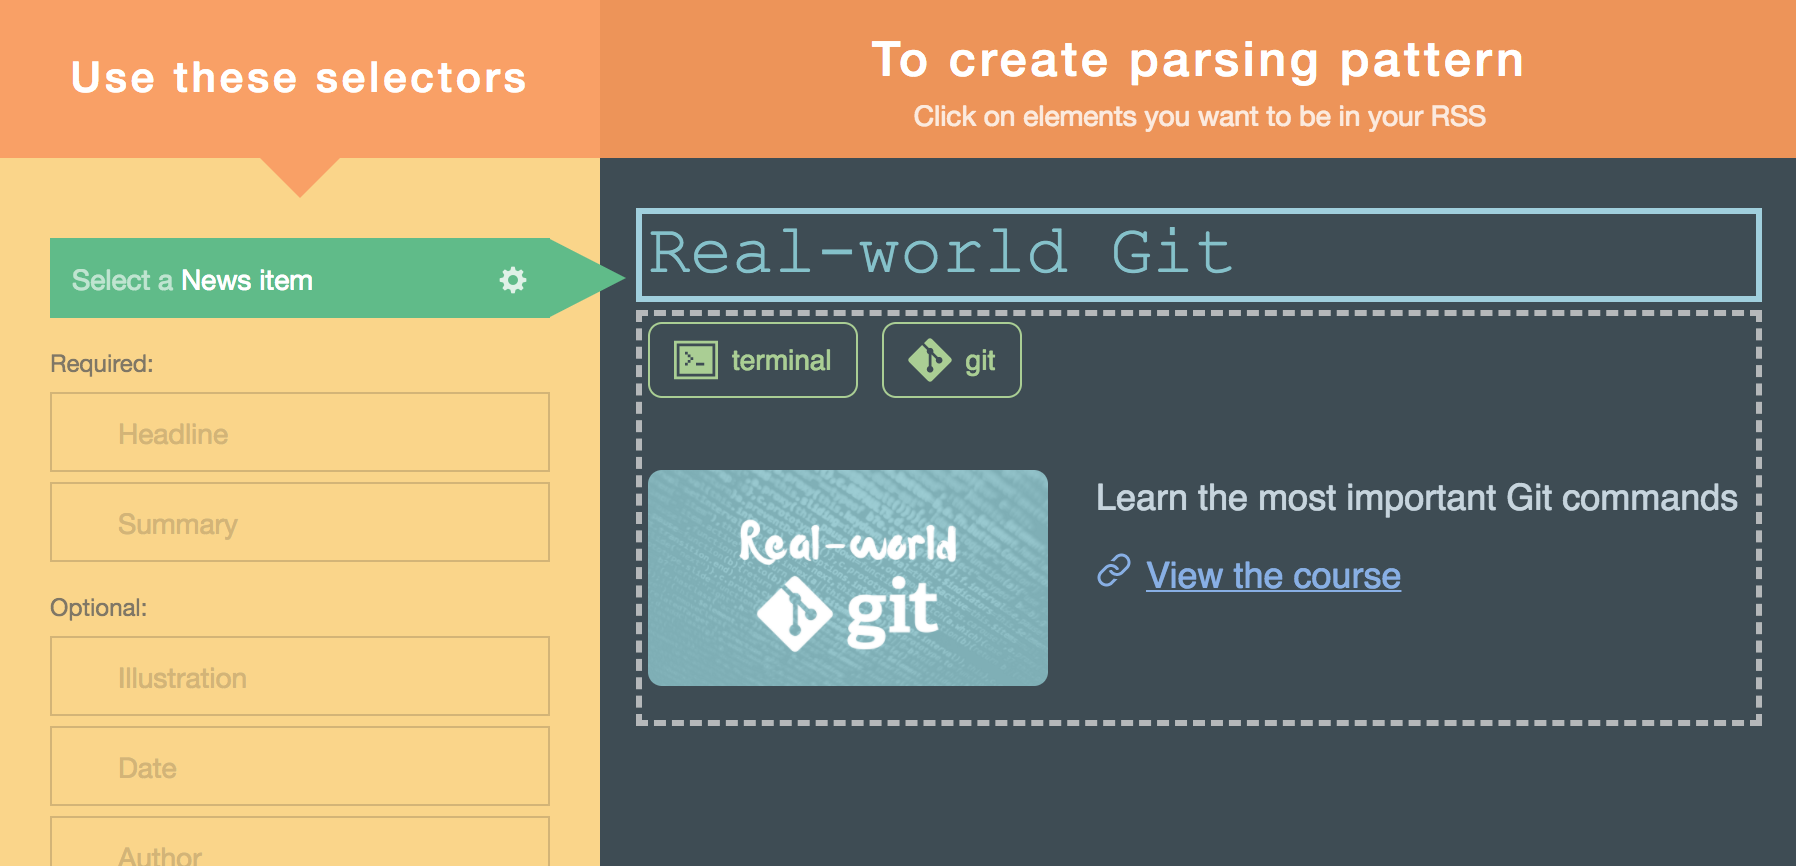 Use these selectors
To create parsing pattern
Click on elements you want to be in your RSS
Select a News item
Required:
Headline
Summary
Optional:
Illustration
Date
Author
Real-world Git
terminal
git
Real-world
git
Learn the most important Git commands
View the course